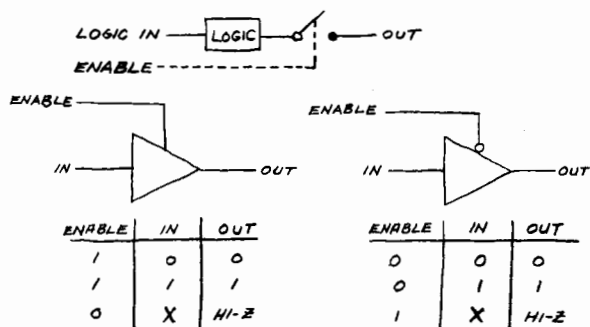 LOGIC IN LOGIC OUT
ENABLE
ENABLE
IN OUT
ENABLE IN OUT
1 0 0
1 1 1
0 X HI-Z
ENABLE
IN OUT
ENABLE IN OUT
0 0 0
0 1 1
1 X HI-Z